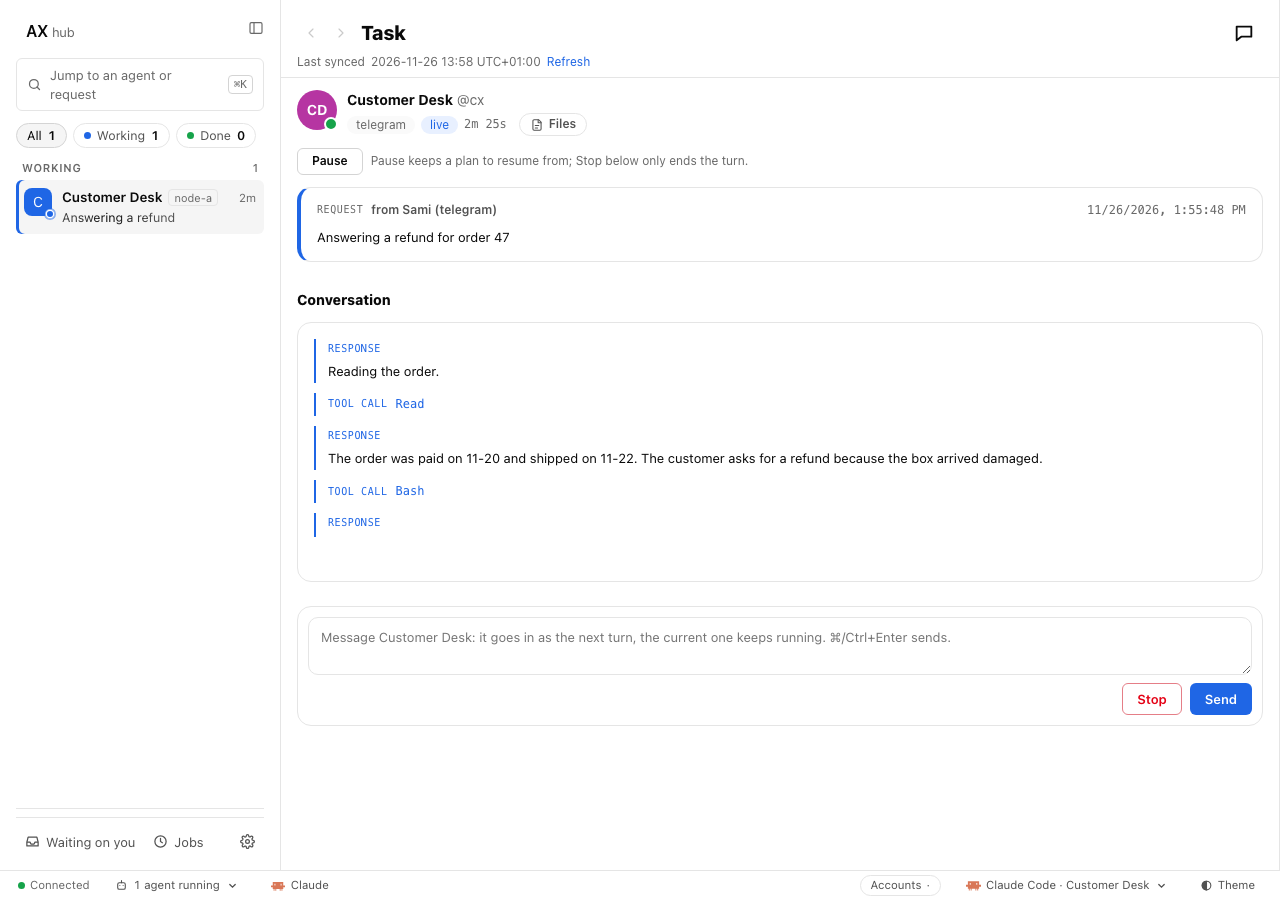 AX hub
Jump to an agent or
request
⌘K
All 1
Working 1
Done 0
WORKING 1
C
Customer Desk node-a 2m
Answering a refund
Waiting on you
Jobs
Task
Last synced 2026-11-26 13:58 UTC+01:00 Refresh
CD
Customer Desk @cx
telegram live 2m 25s Files
Pause Pause keeps a plan to resume from; Stop below only ends the turn.
REQUEST from Sami (telegram) 11/26/2026, 1:55:48 PM
Answering a refund for order 47
Conversation
RESPONSE
Reading the order.
TOOL CALL Read
RESPONSE
The order was paid on 11-20 and shipped on 11-22. The customer asks for a refund because the box arrived damaged.
TOOL CALL Bash
RESPONSE
Message Customer Desk: it goes in as the next turn, the current one keeps running. ⌘/Ctrl+Enter sends.
Stop Send
Connected 1 agent running Claude Accounts · Claude Code · Customer Desk Theme